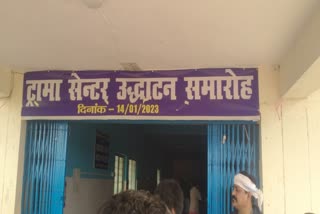 ट्रामा सेन्टर उद्घाटन समारोह
दिनांक - 14/01/2023